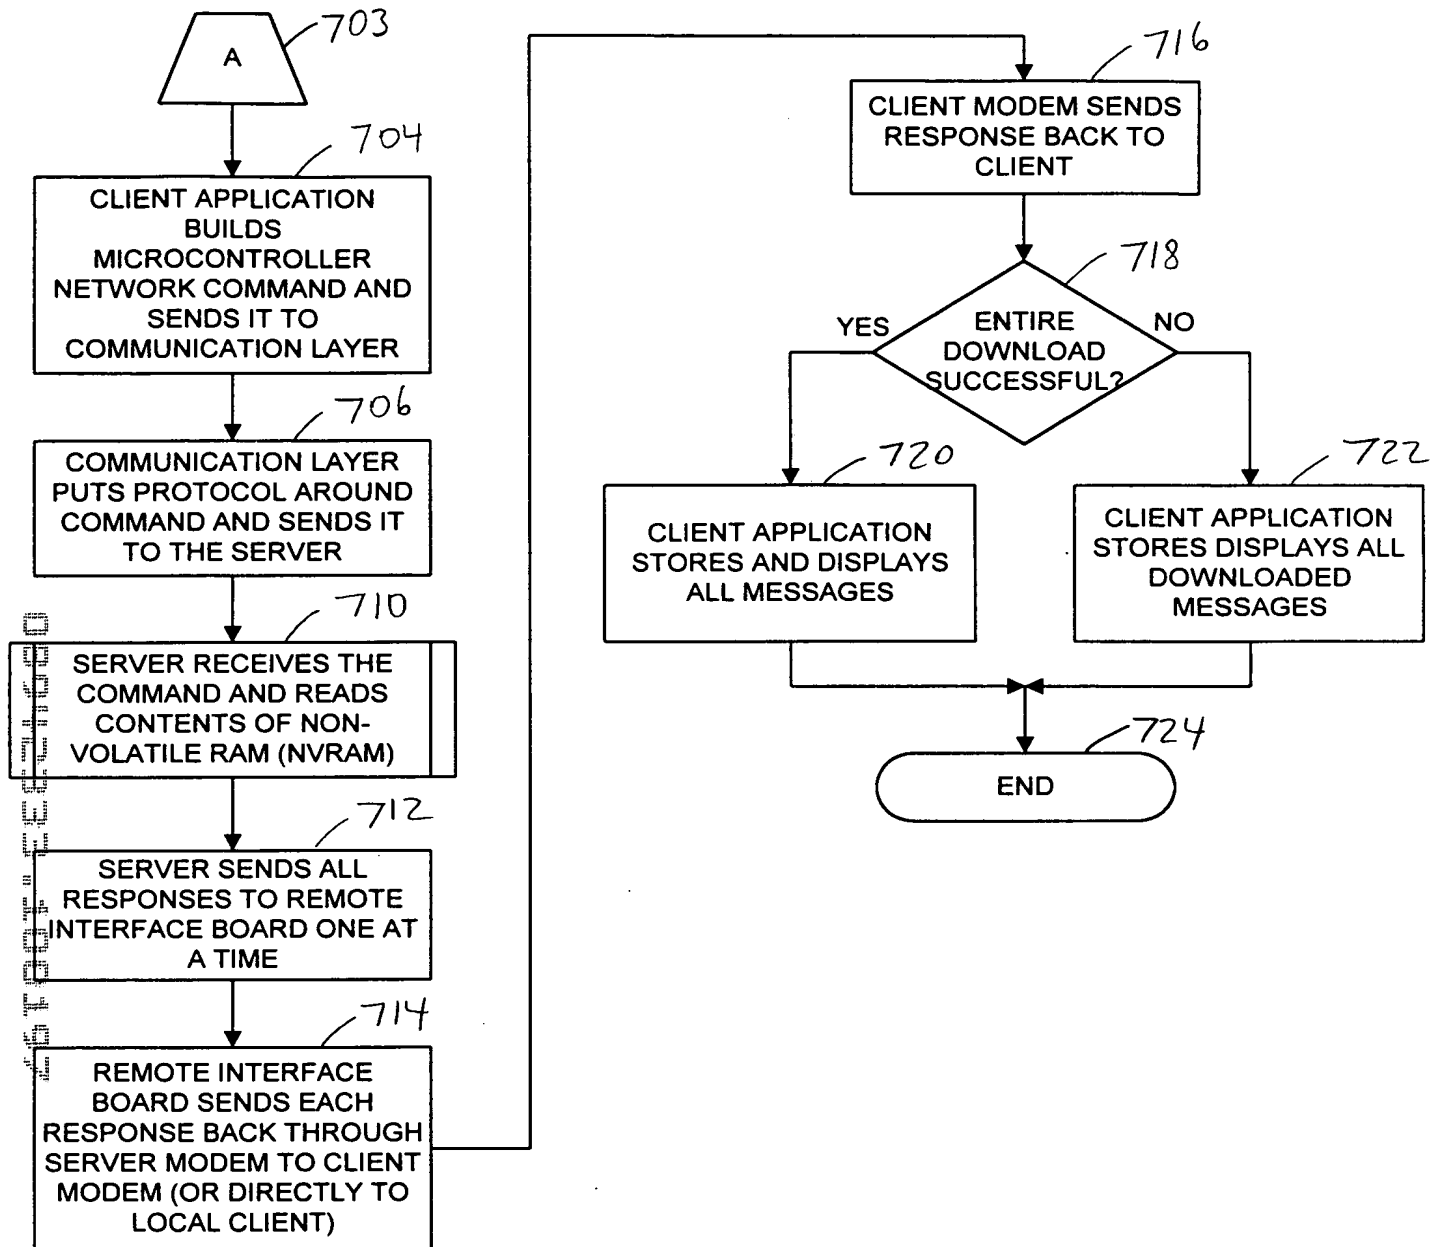 703
A
704
CLIENT APPLICATION
BUILDS
MICROCONTROLLER
NETWORK COMMAND AND
SENDS IT TO
COMMUNICATION LAYER
706
COMMUNICATION LAYER
PUTS PROTOCOL AROUND
COMMAND AND SENDS IT
TO THE SERVER
710
SERVER RECEIVES THE
COMMAND AND READS
CONTENTS OF NON-
VOLATILE RAM (NVRAM)
712
SERVER SENDS ALL
RESPONSES TO REMOTE
INTERFACE BOARD ONE AT
A TIME
714
REMOTE INTERFACE
BOARD SENDS EACH
RESPONSE BACK THROUGH
SERVER MODEM TO CLIENT
MODEM (OR DIRECTLY TO
LOCAL CLIENT)
716
CLIENT MODEM SENDS
RESPONSE BACK TO
CLIENT
718
YES
ENTIRE
DOWNLOAD
SUCCESSFUL?
NO
720
CLIENT APPLICATION
STORES AND DISPLAYS
ALL MESSAGES
722
CLIENT APPLICATION
STORES DISPLAYS ALL
DOWNLOADED
MESSAGES
724
END